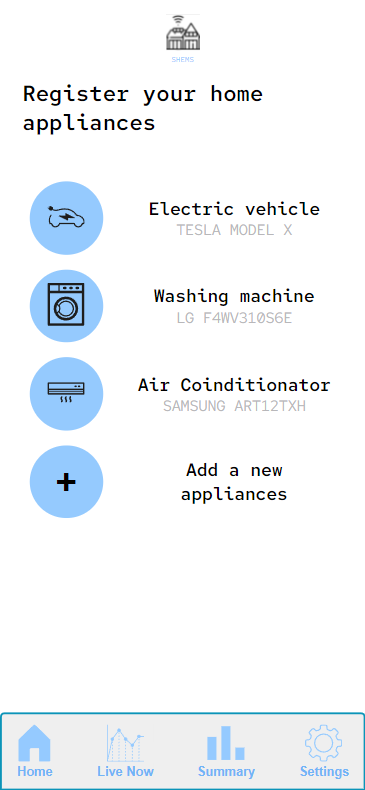 SHEMS
Register your home
appliances
Electric vehicle
TESLA MODEL X
Washing machine
LG F4WV310S6E
Air Coinditionator
SAMSUNG ART12TXH
+
Add a new
appliances
Home
Live Now
Summary
Settings